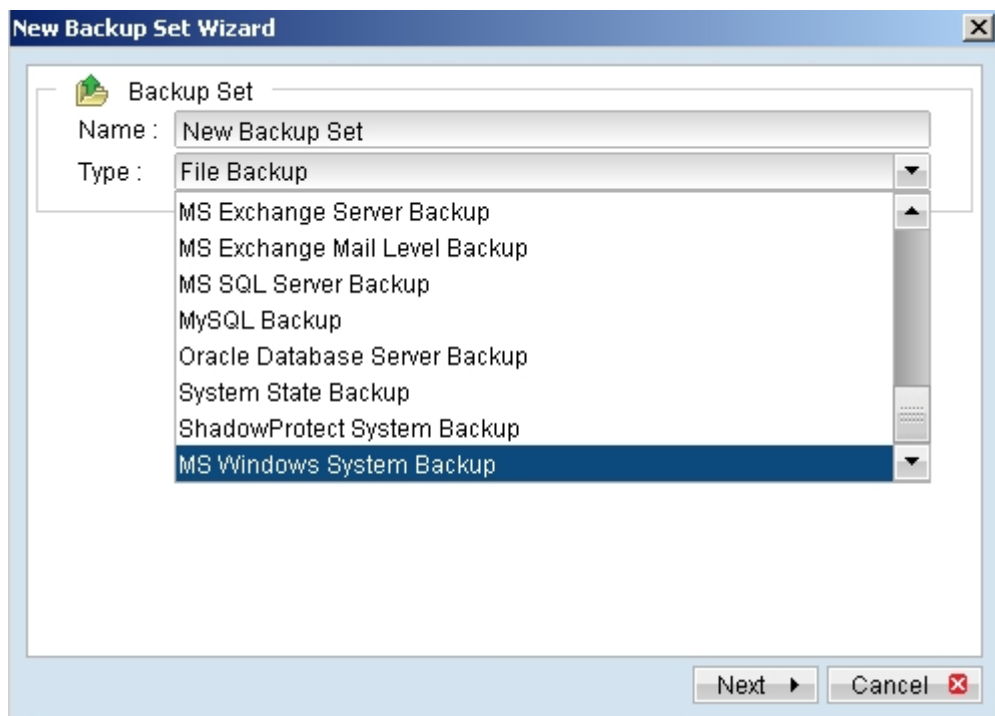 New Backup Set Wizard
Backup Set
Name : New Backup Set
Type : File Backup
MS Exchange Server Backup
MS Exchange Mail Level Backup
MS SQL Server Backup
MySQL Backup
Oracle Database Server Backup
System State Backup
ShadowProtect System Backup
MS Windows System Backup
Next Cancel